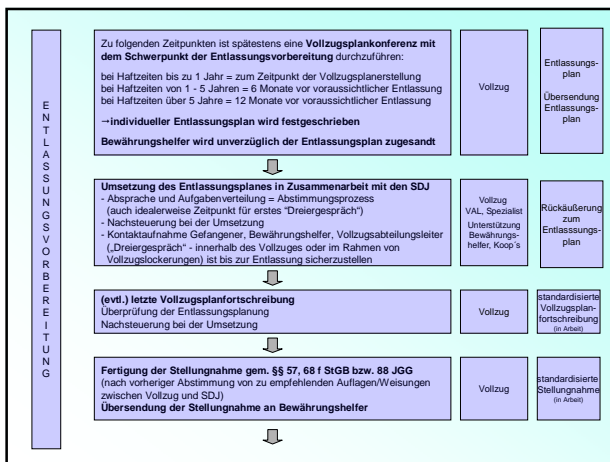 ENTLASSUNGSVORBEREITUNG
Zu folgenden Zeitpunkten ist spätestens eine Vollzugsplankonferenz mit
dem Schwerpunkt der Entlassungsvorbereitung durchzuführen:
bei Haftzeiten bis zu 1 Jahr = zum Zeitpunkt der Vollzugsplanerstellung
bei Haftzeiten von 1 - 5 Jahren = 6 Monate vor voraussichtlicher Entlassung
bei Haftzeiten über 5 Jahre = 12 Monate vor voraussichtlicher Entlassung
→individueller Entlassungsplan wird festgeschrieben
Bewährungshelfer wird unverzüglich der Entlassungsplan zugesandt
Vollzug
Entlassungs-
plan
Übersendung
Entlassungs-
plan
Umsetzung des Entlassungsplanes in Zusammenarbeit mit den SDJ
- Absprache und Aufgabenverteilung = Abstimmungsprozess
(auch idealerweise Zeitpunkt für erstes "Dreiergespräch")
- Nachsteuerung bei der Umsetzung
- Kontaktaufnahme Gefangener, Bewährungshelfer, Vollzugsabteilungsleiter
(„Dreiergespräch" - innerhalb des Vollzuges oder im Rahmen von
Vollzugslockerungen) ist bis zur Entlassung sicherzustellen
Vollzug
VAL, Spezialist
Unterstützung
Bewährungs-
helfer, Koop´s
Rückäußerung
zum
Entlasssungs-
plan
(evtl.) letzte Vollzugsplanfortschreibung
Überprüfung der Entlassungsplanung
Nachsteuerung bei der Umsetzung
Vollzug
standardisierte
Vollzugsplan-
fortschreibung
(in Arbeit)
Fertigung der Stellungnahme gem. §§ 57, 68 f StGB bzw. 88 JGG
(nach vorheriger Abstimmung von zu empfehlenden Auflagen/Weisungen
zwischen Vollzug und SDJ)
Übersendung der Stellungnahme an Bewährungshelfer
Vollzug
standardisierte
Stellungnahme
(in Arbeit)